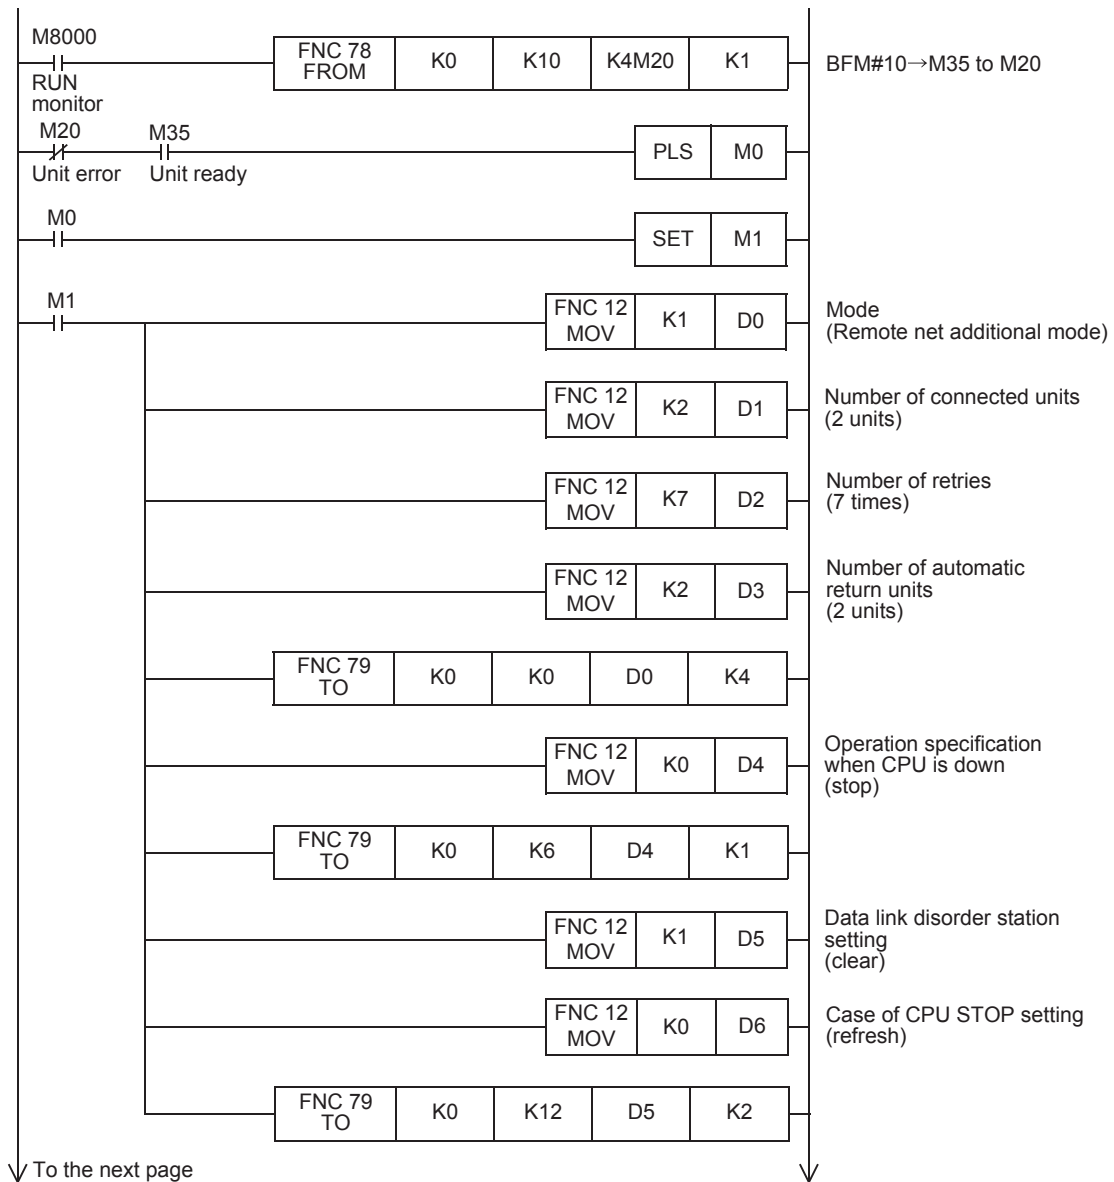 M8000
RUN
monitor
FNC 78
FROM
K0
K10
K4M20
K1
BFM#10→M35 to M20
M20
Unit error
M35
Unit ready
PLS
M0
M0
SET
M1
M1
FNC 12
MOV
K1
D0
Mode
(Remote net additional mode)
FNC 12
MOV
K2
D1
Number of connected units
(2 units)
FNC 12
MOV
K7
D2
Number of retries
(7 times)
FNC 12
MOV
K2
D3
Number of automatic
return units
(2 units)
FNC 79
TO
K0
K0
D0
K4
FNC 12
MOV
K0
D4
Operation specification
when CPU is down
(stop)
FNC 79
TO
K0
K6
D4
K1
FNC 12
MOV
K1
D5
Data link disorder station
setting
(clear)
FNC 12
MOV
K0
D6
Case of CPU STOP setting
(refresh)
FNC 79
TO
K0
K12
D5
K2
To the next page